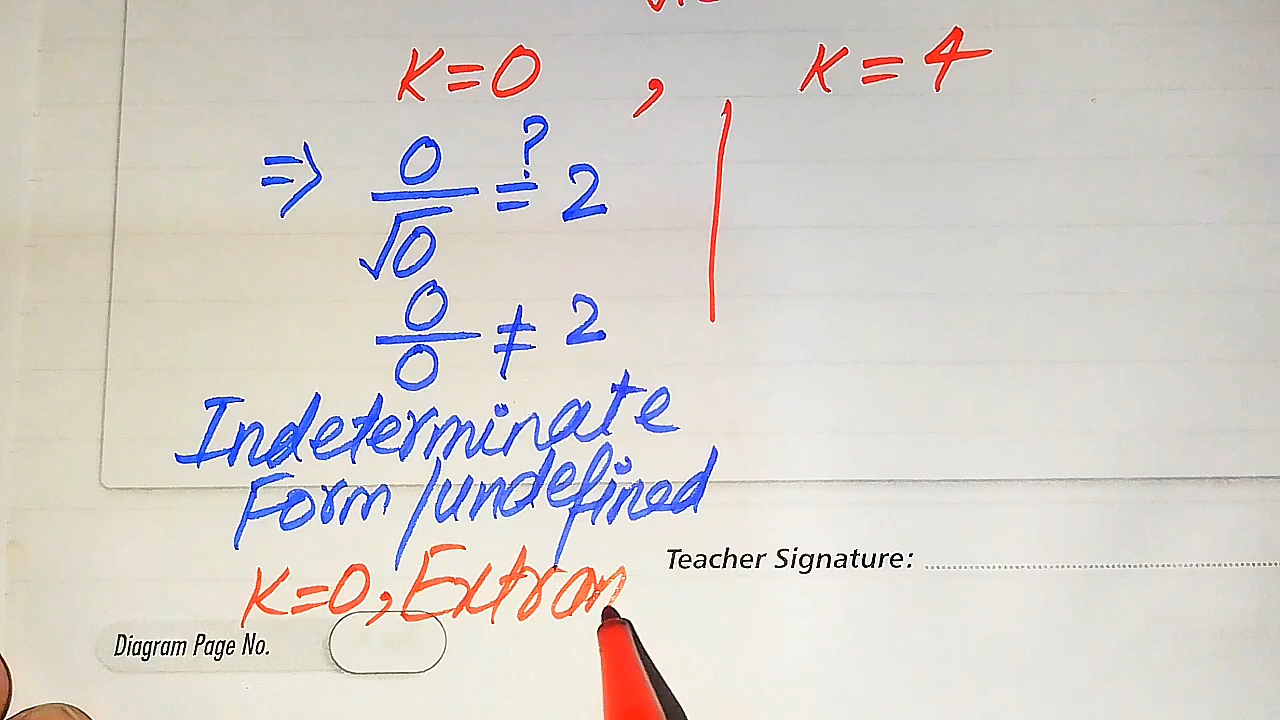 K=0 , K=4
⇒ 0/√0 ?= 2
0/0 ≠ 2
Indeterminate
Form/undefined
Teacher Signature:
K=0, Extran
Diagram Page No.